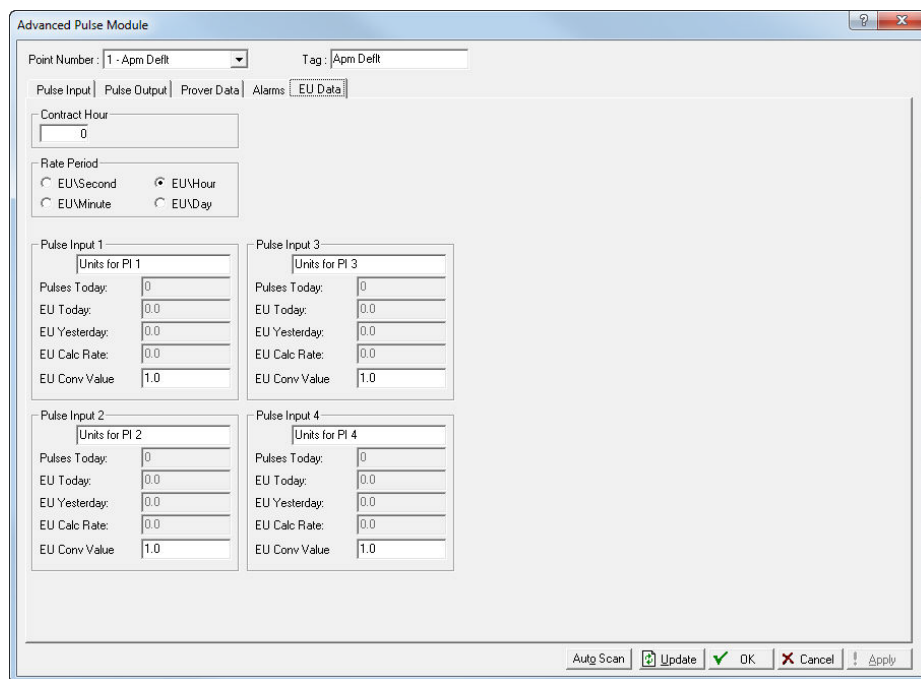 Advanced Pulse Module
Point Number : 1 - Apm Deflt Tag : Apm Deflt
Pulse Input Pulse Output Prover Data Alarms EU Data
Contract Hour
0
Rate Period
EU\Second EU\Hour
EU\Minute EU\Day
Pulse Input 1
Units for PI 1
Pulses Today: 0
EU Today: 0.0
EU Yesterday: 0.0
EU Calc Rate: 0.0
EU Conv Value 1.0
Pulse Input 3
Units for PI 3
Pulses Today: 0
EU Today: 0.0
EU Yesterday: 0.0
EU Calc Rate: 0.0
EU Conv Value 1.0
Pulse Input 2
Units for PI 2
Pulses Today: 0
EU Today: 0.0
EU Yesterday: 0.0
EU Calc Rate: 0.0
EU Conv Value 1.0
Pulse Input 4
Units for PI 4
Pulses Today: 0
EU Today: 0.0
EU Yesterday: 0.0
EU Calc Rate: 0.0
EU Conv Value 1.0
Auto Scan Update OK Cancel ! Apply